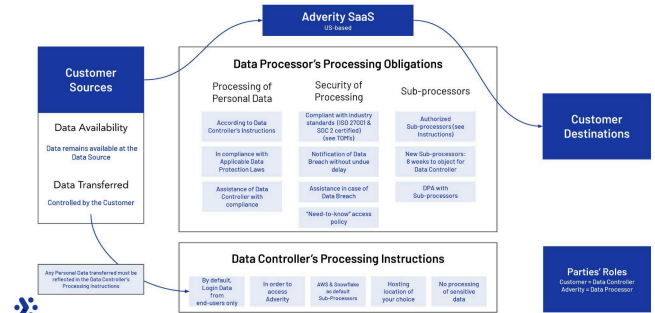 Adverity SaaS
US-based
Customer
Sources
Data Availability
Data remains available at the
Data Source
Data Transferred
Controlled by the Customer
Any Personal Data transferred must be
reflected in the Data Controller's
Processing Instructions
Data Processor's Processing Obligations
Processing of
Personal Data
According to Data
Controller's Instructions
In compliance with
Applicable Data
Protection Laws
Assistance of Data
Controller with
compliance
Security of
Processing
Compliant with industry
standards (ISO 27001 &
SOC 2 certified)
(see TOM's)
Notification of Data
Breach without undue
delay
Assistance in case of
Data Breach
"Need-to-know" access
policy
Sub-processors
Authorized
Sub-processors (see
Instructions)
New Sub-processors:
8 weeks to object for
Data Controller
DPA with
Sub-processors
Customer
Destinations
Data Controller's Processing Instructions
By default,
Login Data
from
end-users only
In order to
access
Adverity
AWS & Snowflake
as default
Sub-Processors
Hosting
location of
your choice
No processing
of sensitive
data
Parties' Roles
Customer = Data Controller
Adverity = Data Processor